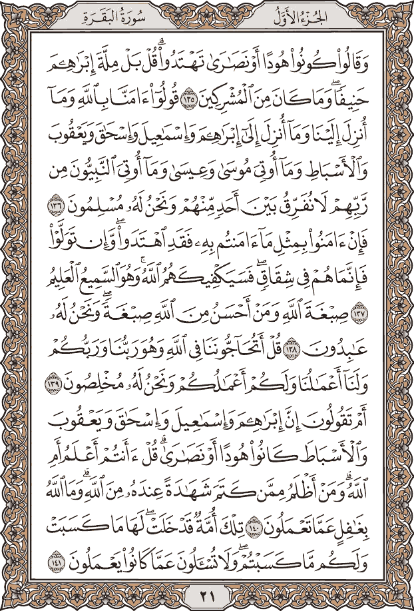 سُورَةُ البَقَرَةِ الجُزْءُ الأَوَّلُ
وَقَالُوا۟ كُونُوا۟ هُودًا أَوْ نَصَٰرَىٰ تَهْتَدُوا۟ ۗ قُلْ بَلْ مِلَّةَ إِبْرَٰهِـۧمَ
حَنِيفًا ۖ وَمَا كَانَ مِنَ ٱلْمُشْرِكِينَ ١٣٥ قُولُوٓا۟ ءَامَنَّا بِٱللَّهِ وَمَآ
أُنزِلَ إِلَيْنَا وَمَآ أُنزِلَ إِلَىٰٓ إِبْرَٰهِـۧمَ وَإِسْمَٰعِيلَ وَإِسْحَٰقَ وَيَعْقُوبَ
وَٱلْأَسْبَاطِ وَمَآ أُوتِىَ مُوسَىٰ وَعِيسَىٰ وَمَآ أُوتِىَ ٱلنَّبِيُّونَ مِن
رَّبِّهِمْ لَا نُفَرِّقُ بَيْنَ أَحَدٍ مِّنْهُمْ وَنَحْنُ لَهُۥ مُسْلِمُونَ ١٣٦
فَإِنْ ءَامَنُوا۟ بِمِثْلِ مَآ ءَامَنتُم بِهِۦ فَقَدِ ٱهْتَدَوا۟ ۖ وَّإِن تَوَلَّوْا۟
فَإِنَّمَا هُمْ فِى شِقَاقٍ ۖ فَسَيَكْفِيكَهُمُ ٱللَّهُ ۚ وَهُوَ ٱلسَّمِيعُ ٱلْعَلِيمُ
١٣٧ صِبْغَةَ ٱللَّهِ ۖ وَمَنْ أَحْسَنُ مِنَ ٱللَّهِ صِبْغَةً ۖ وَنَحْنُ لَهُۥ
عَٰبِدُونَ ١٣٨ قُلْ أَتُحَآجُّونَنَا فِى ٱللَّهِ وَهُوَ رَبُّنَا وَرَبُّكُمْ
وَلَنَآ أَعْمَٰلُنَا وَلَكُمْ أَعْمَٰلُكُمْ وَنَحْنُ لَهُۥ مُخْلِصُونَ ١٣٩
أَمْ تَقُولُونَ إِنَّ إِبْرَٰهِـۧمَ وَإِسْمَٰعِيلَ وَإِسْحَٰقَ وَيَعْقُوبَ
وَٱلْأَسْبَاطَ كَانُوا۟ هُودًا أَوْ نَصَٰرَىٰ ۗ قُلْ ءَأَنتُمْ أَعْلَمُ أَمِ
ٱللَّهُ ۗ وَمَنْ أَظْلَمُ مِمَّن كَتَمَ شَهَٰدَةً عِندَهُۥ مِنَ ٱللَّهِ ۗ وَمَا ٱللَّهُ
بِغَٰفِلٍ عَمَّا تَعْمَلُونَ ١٤٠ تِلْكَ أُمَّةٌ قَدْ خَلَتْ ۖ لَهَا مَا كَسَبَتْ
وَلَكُم مَّا كَسَبْتُمْ ۖ وَلَا تُسْـَٔلُونَ عَمَّا كَانُوا۟ يَعْمَلُونَ ١٤١
٢١